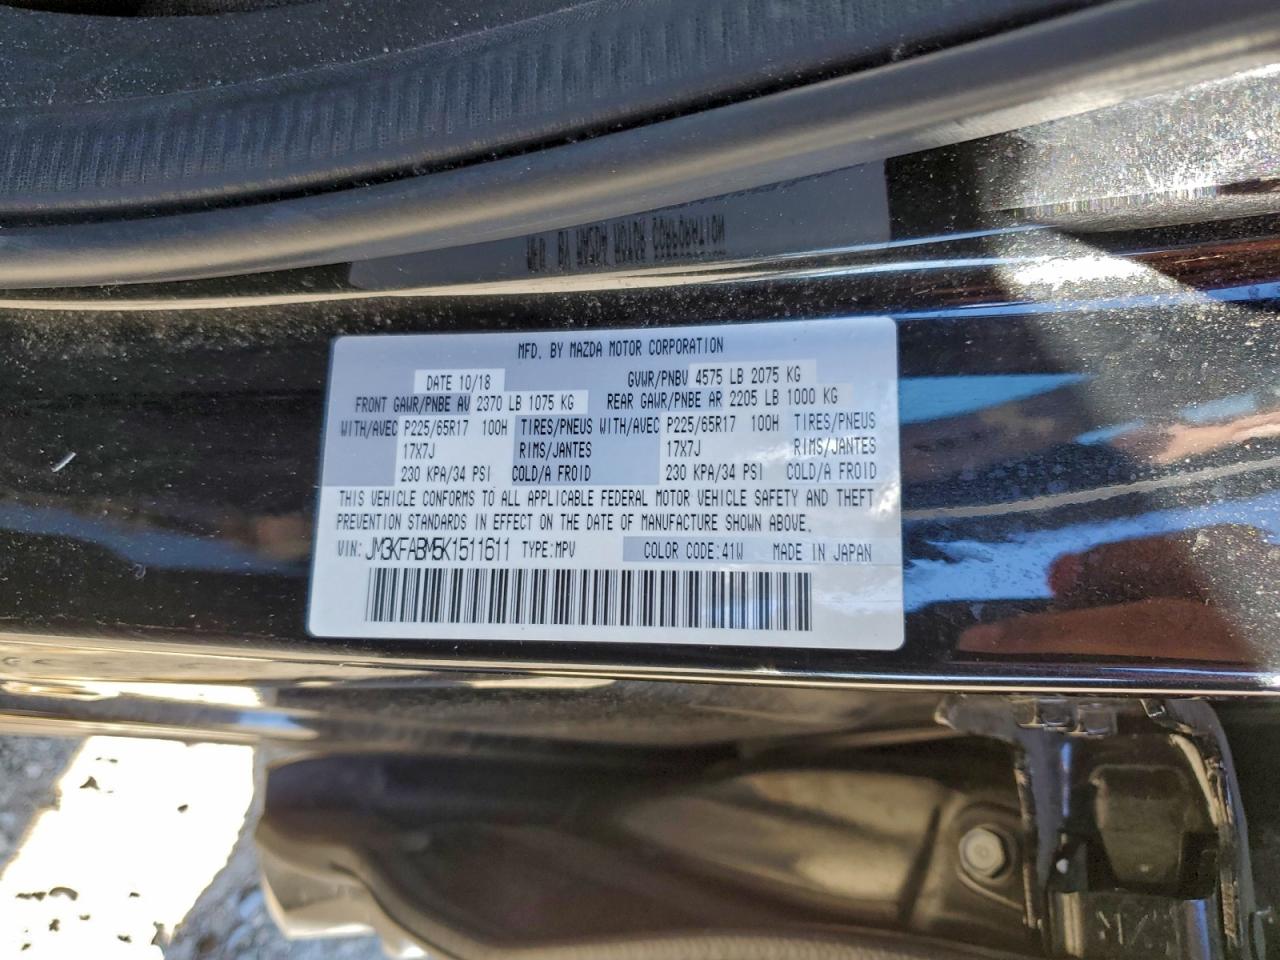 MFD. BY MAZDA MOTOR CORPORATION
DATE 10/18 GVWR/PNBV 4575 LB 2075 KG
FRONT GAWR/PNBE AV 2370 LB 1075 KG REAR GAWR/PNBE AR 2205 LB 1000 KG
WITH/AVEC P225/65R17 100H TIRES/PNEUS WITH/AVEC P225/65R17 100H TIRES/PNEUS
17X7J RIMS/JANTES 17X7J RIMS/JANTES
230 KPA/34 PSI COLD/A FROID 230 KPA/34 PSI COLD/A FROID
THIS VEHICLE CONFORMS TO ALL APPLICABLE FEDERAL MOTOR VEHICLE SAFETY AND THEFT
PREVENTION STANDARDS IN EFFECT ON THE DATE OF MANUFACTURE SHOWN ABOVE.
VIN: JM3KFABM5K1511611 TYPE:MPV COLOR CODE:41W MADE IN JAPAN